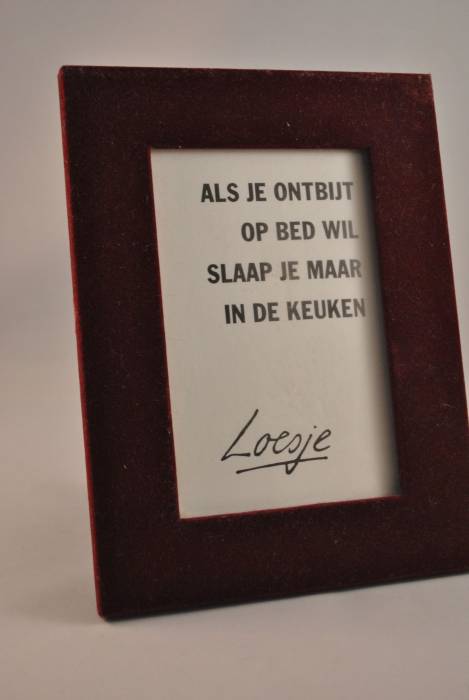 ALS JE ONTBIJT
OP BED WIL
SLAAP JE MAAR
IN DE KEUKEN
Loesje